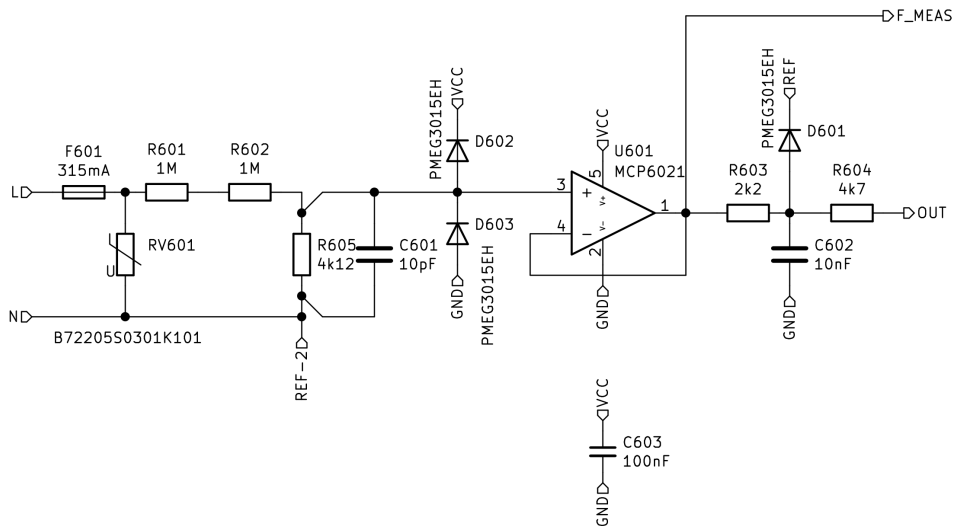 F_MEAS
PMEG3015EH
VCC
D602
PMEG3015EH
REF
D601
VCC
U601
MCP6021
F601
315mA
R601
1M
R602
1M
L
RV601
U
N
B72205S0301K101
R605
4k12
C601
10pF
REF-2
D603
PMEG3015EH
GND
3
+
4
-
5
V+
V-
2
1
GND
R603
2k2
R604
4k7
OUT
C602
10nF
GND
VCC
C603
100nF
GND